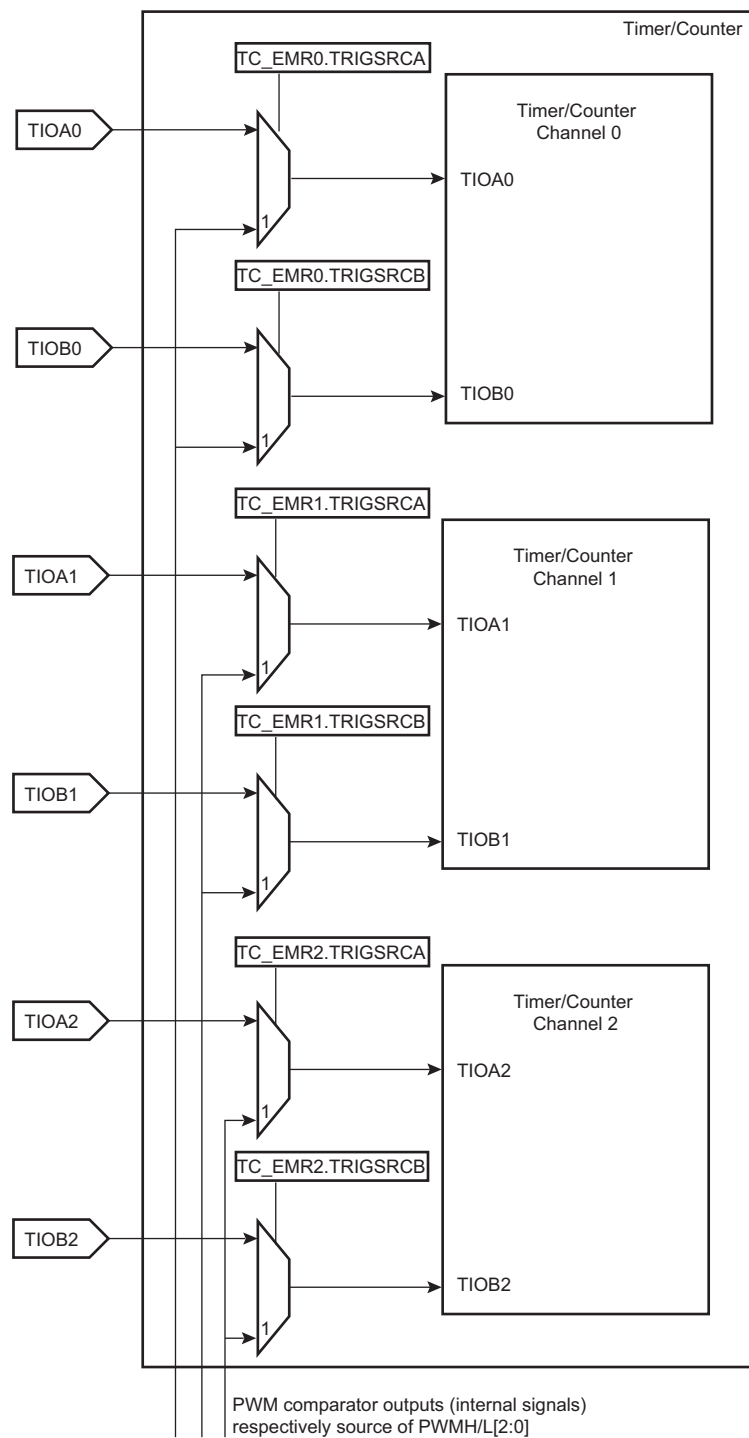 Timer/Counter
TC_EMR0.TRIGSRCA
Timer/Counter
Channel 0
TIOA0
TIOA0
1
TC_EMR0.TRIGSRCB
TIOB0
TIOB0
1
TC_EMR1.TRIGSRCA
Timer/Counter
Channel 1
TIOA1
TIOA1
1
TC_EMR1.TRIGSRCB
TIOB1
TIOB1
1
TC_EMR2.TRIGSRCA
Timer/Counter
Channel 2
TIOA2
TIOA2
1
TC_EMR2.TRIGSRCB
TIOB2
TIOB2
1
PWM comparator outputs (internal signals)
respectively source of PWMH/L[2:0]